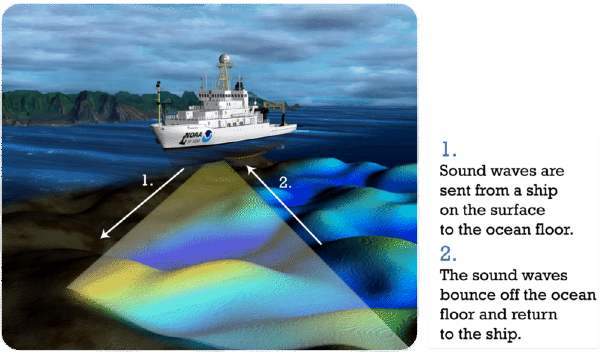 NOAA
1.
2.
1.
Sound waves are
sent from a ship
on the surface
to the ocean floor.
2.
The sound waves
bounce off the ocean
floor and return
to the ship.